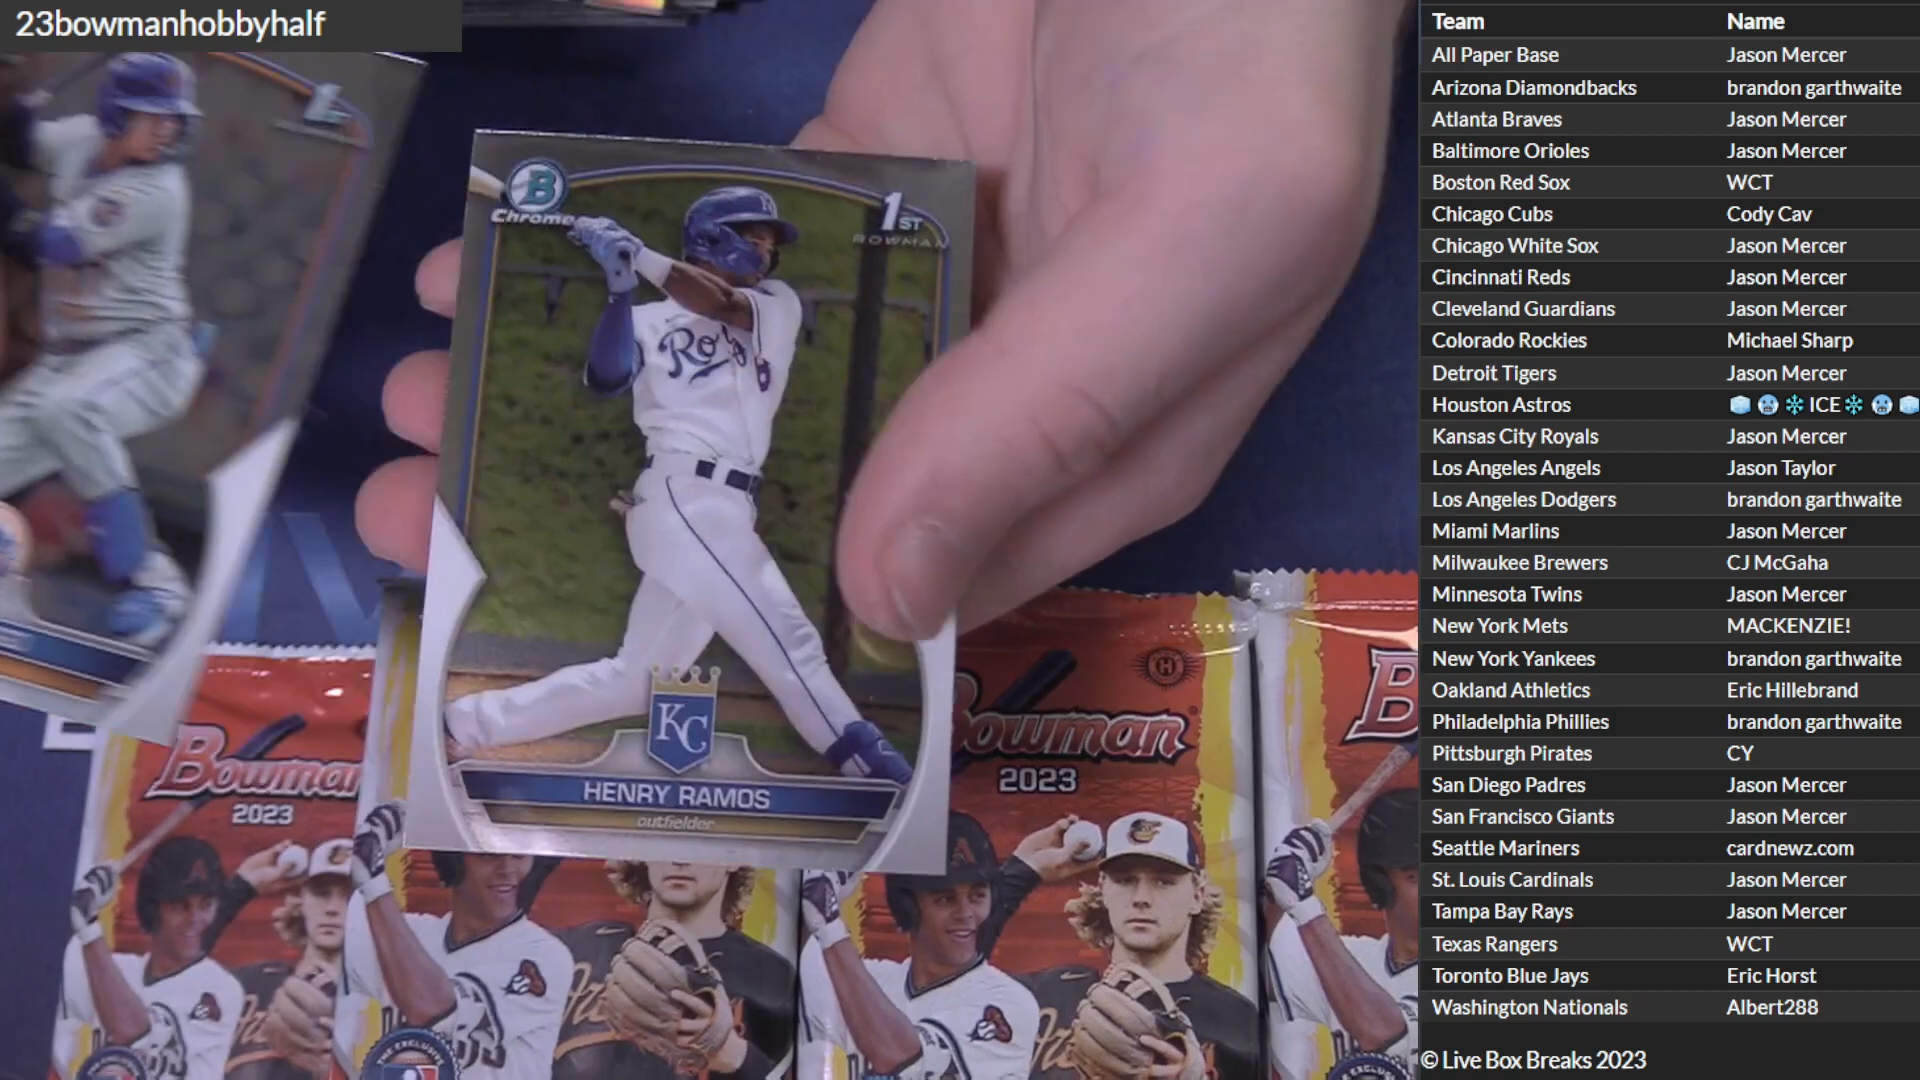 23bowmanhobbyhalf
B
Chrome
1ST
BOWMAN
Royals
KC
HENRY RAMOS
outfielder
Bowman
2023
Bowman
2023
B
THE EXCLUSIVE
Team Name
All Paper Base Jason Mercer
Arizona Diamondbacks brandon garthwaite
Atlanta Braves Jason Mercer
Baltimore Orioles Jason Mercer
Boston Red Sox WCT
Chicago Cubs Cody Cav
Chicago White Sox Jason Mercer
Cincinnati Reds Jason Mercer
Cleveland Guardians Jason Mercer
Colorado Rockies Michael Sharp
Detroit Tigers Jason Mercer
Houston Astros 🧊 🥶 ❄ ICE ❄ 🥶 🧊
Kansas City Royals Jason Mercer
Los Angeles Angels Jason Taylor
Los Angeles Dodgers brandon garthwaite
Miami Marlins Jason Mercer
Milwaukee Brewers CJ McGaha
Minnesota Twins Jason Mercer
New York Mets MACKENZIE!
New York Yankees brandon garthwaite
Oakland Athletics Eric Hillebrand
Philadelphia Phillies brandon garthwaite
Pittsburgh Pirates CY
San Diego Padres Jason Mercer
San Francisco Giants Jason Mercer
Seattle Mariners cardnewz.com
St. Louis Cardinals Jason Mercer
Tampa Bay Rays Jason Mercer
Texas Rangers WCT
Toronto Blue Jays Eric Horst
Washington Nationals Albert288
© Live Box Breaks 2023